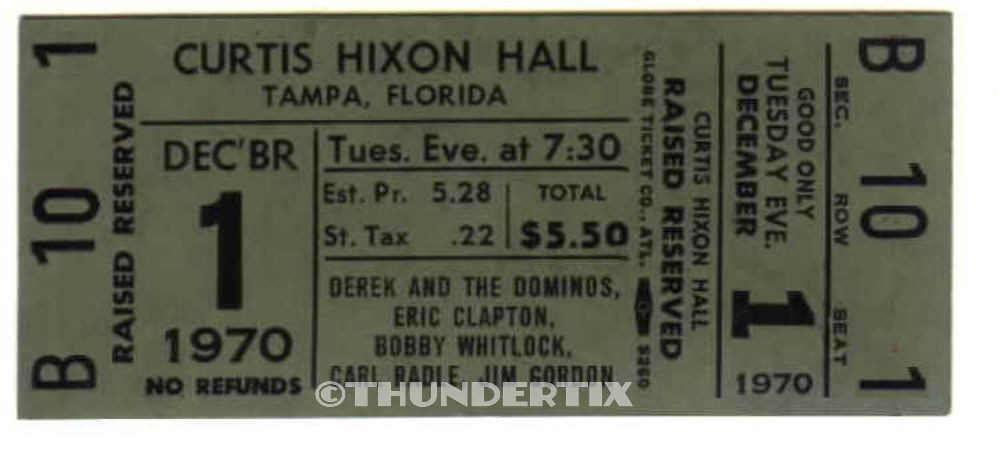 B 10 1
RAISED RESERVED
CURTIS HIXON HALL
TAMPA, FLORIDA
DEC'BR
1
1970
NO REFUNDS
Tues. Eve. at 7:30
Est. Pr. 5.28
St. Tax .22
TOTAL
$5.50
DEREK AND THE DOMINOS,
ERIC CLAPTON,
BOBBY WHITLOCK,
CARL RADLE, JIM GORDON
©THUNDERTIX
GLOBE TICKET CO., ATL. 5260
RAISED RESERVED
CURTIS HIXON HALL
GOOD ONLY
TUESDAY EVE.
DECEMBER
1
1970
SEC. ROW SEAT
B 10 1